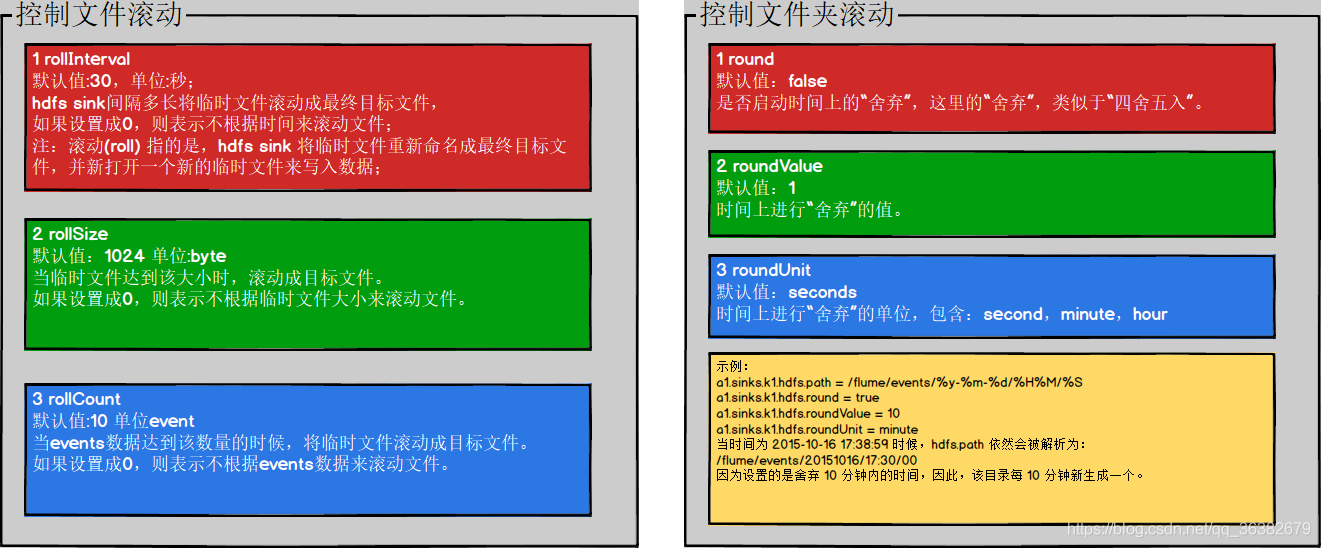 控制文件滚动
1 rollInterval
默认值:30，单位:秒；
hdfs sink间隔多长将临时文件滚动成最终目标文件，
如果设置成0，则表示不根据时间来滚动文件；
注：滚动(roll) 指的是，hdfs sink 将临时文件重新命名成最终目标文
件，并新打开一个新的临时文件来写入数据；
2 rollSize
默认值：1024 单位:byte
当临时文件达到该大小时，滚动成目标文件。
如果设置成0，则表示不根据临时文件大小来滚动文件。
3 rollCount
默认值:10 单位event
当events数据达到该数量的时候，将临时文件滚动成目标文件。
如果设置成0，则表示不根据events数据来滚动文件。
控制文件夹滚动
1 round
默认值：false
是否启动时间上的“舍弃”，这里的“舍弃”，类似于“四舍五入”。
2 roundValue
默认值：1
时间上进行“舍弃”的值。
3 roundUnit
默认值：seconds
时间上进行“舍弃”的单位，包含：second，minute，hour
示例：
a1.sinks.k1.hdfs.path = /flume/events/%y-%m-%d/%H%M/%S
a1.sinks.k1.hdfs.round = true
a1.sinks.k1.hdfs.roundValue = 10
a1.sinks.k1.hdfs.roundUnit = minute
当时间为 2015-10-16 17:38:59 时候，hdfs.path 依然会被解析为：
/flume/events/20151016/17:30/00
因为设置的是舍弃 10 分钟内的时间，因此，该目录每 10 分钟新生成一个。
https://blog.csdn.net/qq_36382679